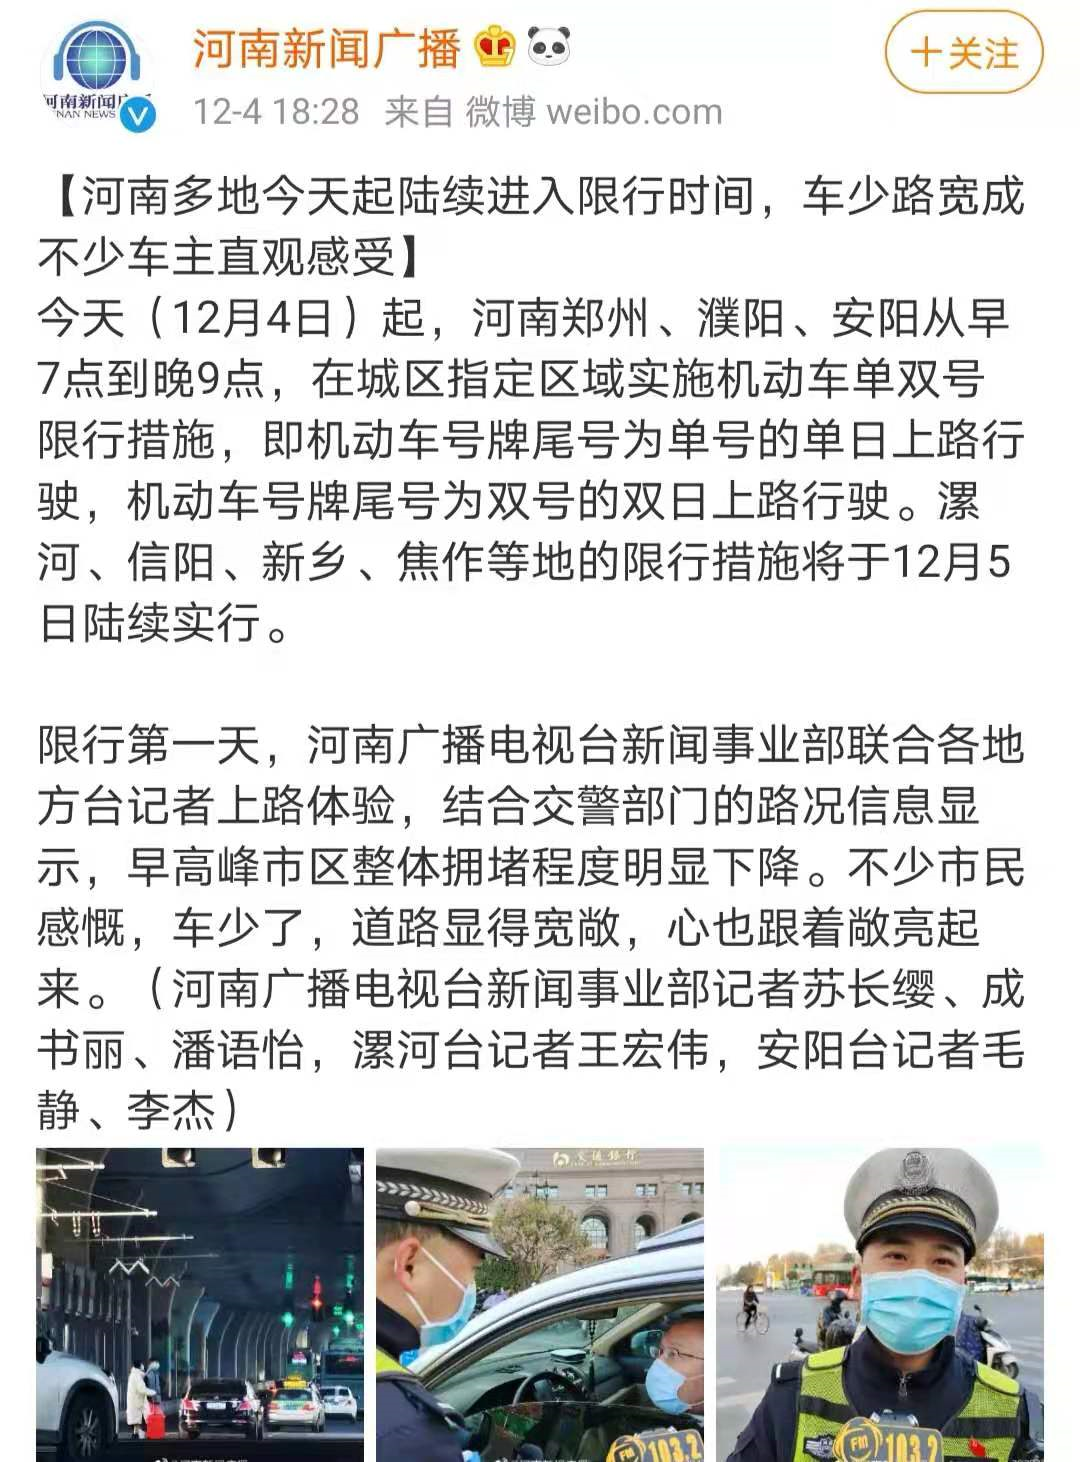 河南新闻广播
+关注
河南新闻广
NAN NEWS
12-4 18:28 来自 微博 weibo.com
【河南多地今天起陆续进入限行时间，车少路宽成
不少车主直观感受】
今天（12月4日）起，河南郑州、濮阳、安阳从早
7点到晚9点，在城区指定区域实施机动车单双号
限行措施，即机动车号牌尾号为单号的单日上路行
驶，机动车号牌尾号为双号的双日上路行驶。漯
河、信阳、新乡、焦作等地的限行措施将于12月5
日陆续实行。
限行第一天，河南广播电视台新闻事业部联合各地
方台记者上路体验，结合交警部门的路况信息显
示，早高峰市区整体拥堵程度明显下降。不少市民
感慨，车少了，道路显得宽敞，心也跟着敞亮起
来。（河南广播电视台新闻事业部记者苏长缨、成
书丽、潘语怡，漯河台记者王宏伟，安阳台记者毛
静、李杰）
交通银行
FM 103.2
FM 103.2